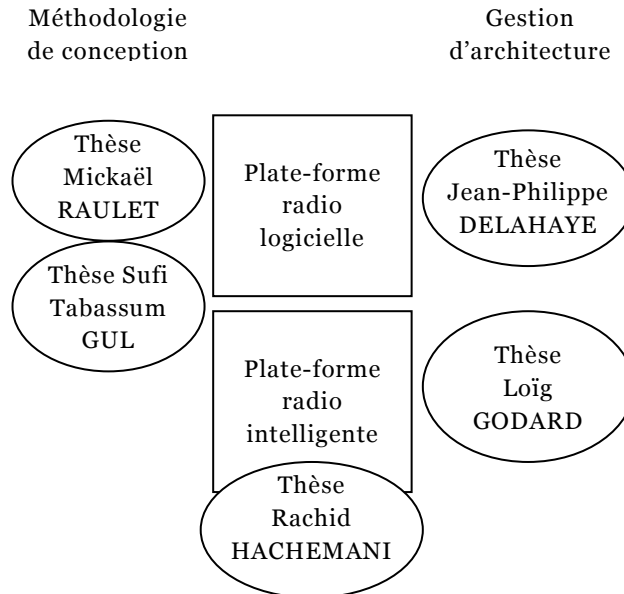 Méthodologie
de conception
Gestion
d'architecture
Thèse
Mickaël
RAULET
Thèse Sufi
Tabassum
GUL
Plate-forme
radio
logicielle
Thèse
Jean-Philippe
DELAHAYE
Plate-forme
radio
intelligente
Thèse
Loïg
GODARD
Thèse
Rachid
HACHEMANI